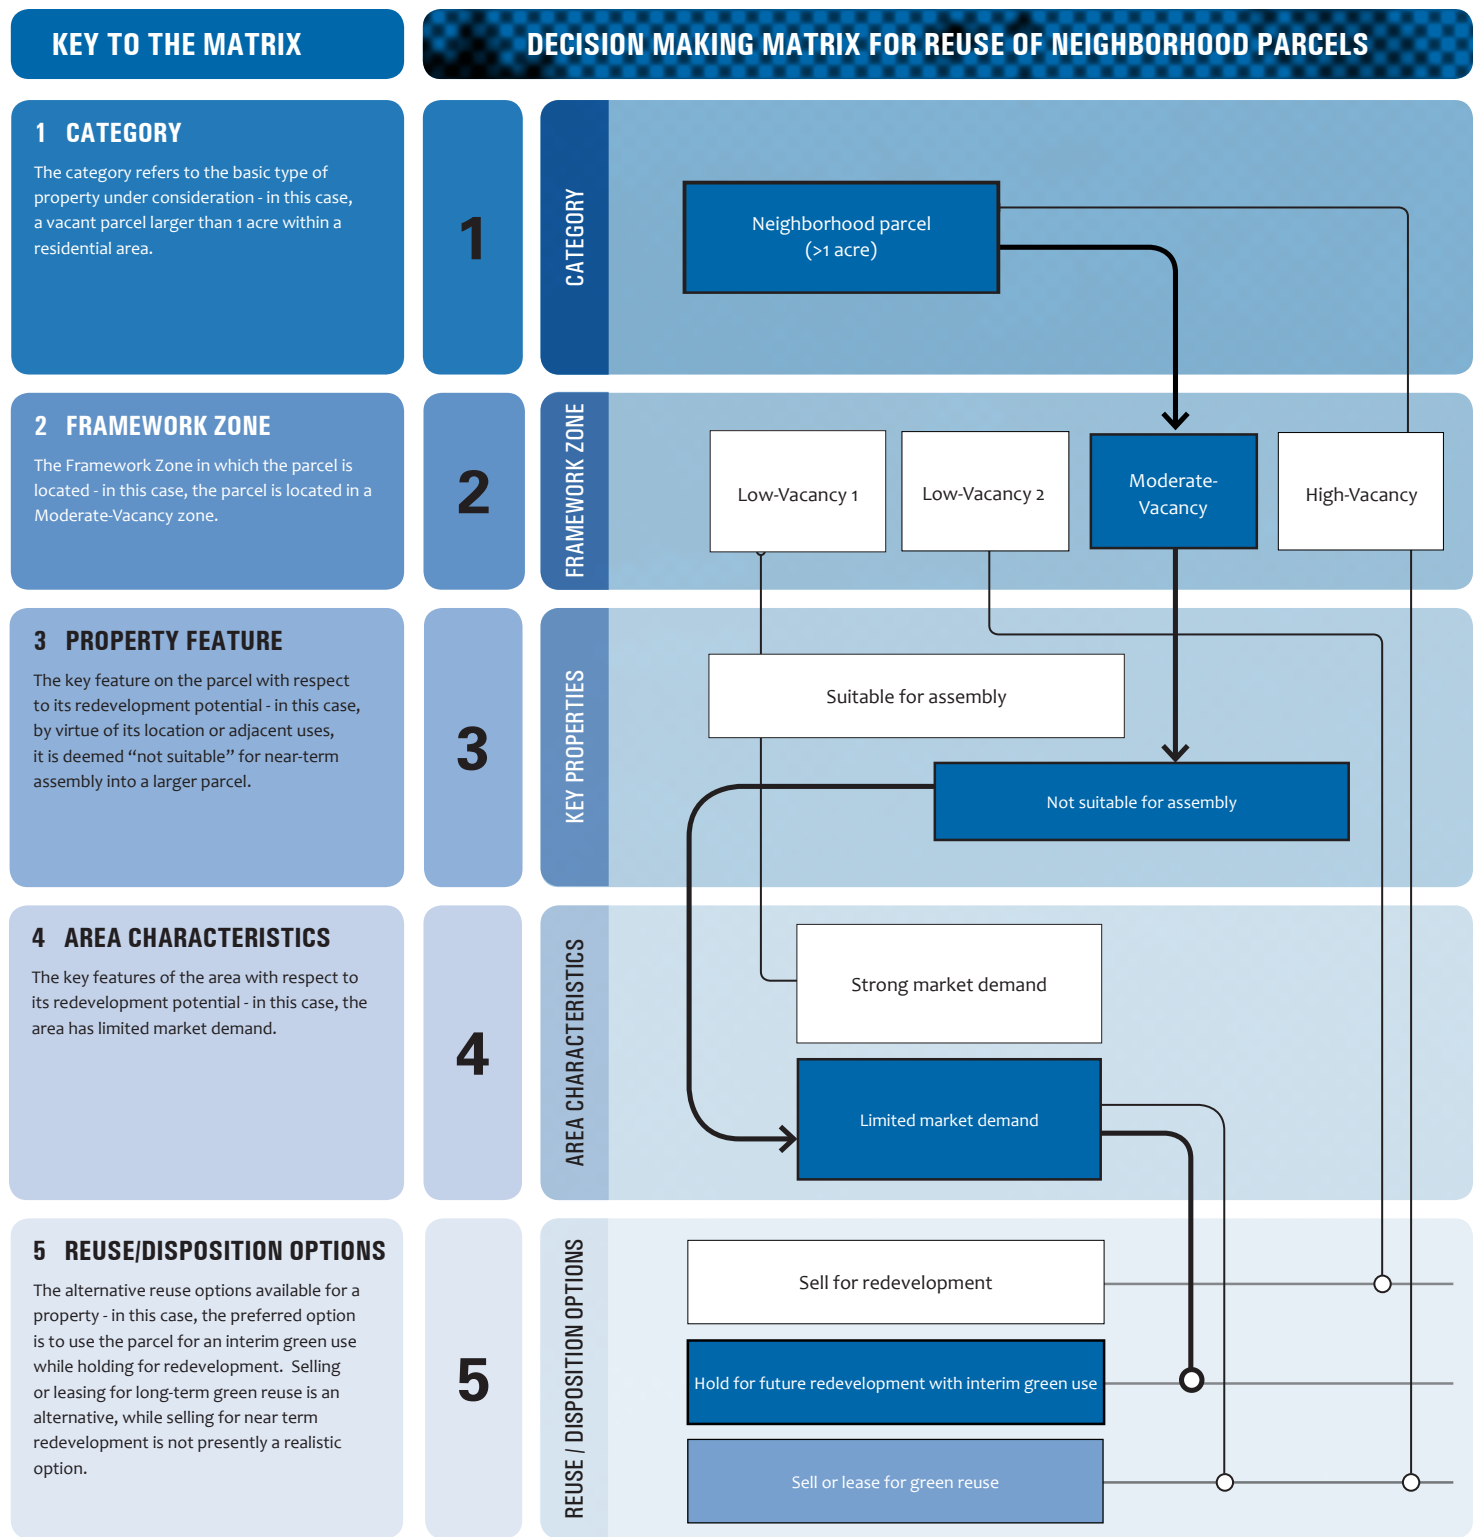 KEY TO THE MATRIX
DECISION MAKING MATRIX FOR REUSE OF NEIGHBORHOOD PARCELS
1 CATEGORY
The category refers to the basic type of
property under consideration - in this case,
a vacant parcel larger than 1 acre within a
residential area.
1
CATEGORY
Neighborhood parcel
(>1 acre)
2 FRAMEWORK ZONE
The Framework Zone in which the parcel is
located - in this case, the parcel is located in a
Moderate-Vacancy zone.
2
FRAMEWORK ZONE
Low-Vacancy 1
Low-Vacancy 2
Moderate-
Vacancy
High-Vacancy
3 PROPERTY FEATURE
The key feature on the parcel with respect
to its redevelopment potential - in this case,
by virtue of its location or adjacent uses,
it is deemed “not suitable” for near-term
assembly into a larger parcel.
3
KEY PROPERTIES
Suitable for assembly
Not suitable for assembly
4 AREA CHARACTERISTICS
The key features of the area with respect to
its redevelopment potential - in this case, the
area has limited market demand.
4
AREA CHARACTERISTICS
Strong market demand
Limited market demand
5 REUSE/DISPOSITION OPTIONS
The alternative reuse options available for a
property - in this case, the preferred option
is to use the parcel for an interim green use
while holding for redevelopment. Selling
or leasing for long-term green reuse is an
alternative, while selling for near term
redevelopment is not presently a realistic
option.
5
REUSE / DISPOSITION OPTIONS
Sell for redevelopment
Hold for future redevelopment with interim green use
Sell or lease for green reuse